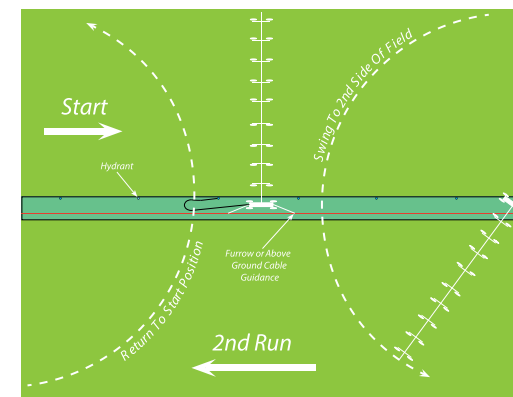 Start
Swing To 2nd Side Of Field
Hydrant
Furrow or Above
Ground Cable
Guidance
Return To Start Position
2nd Run